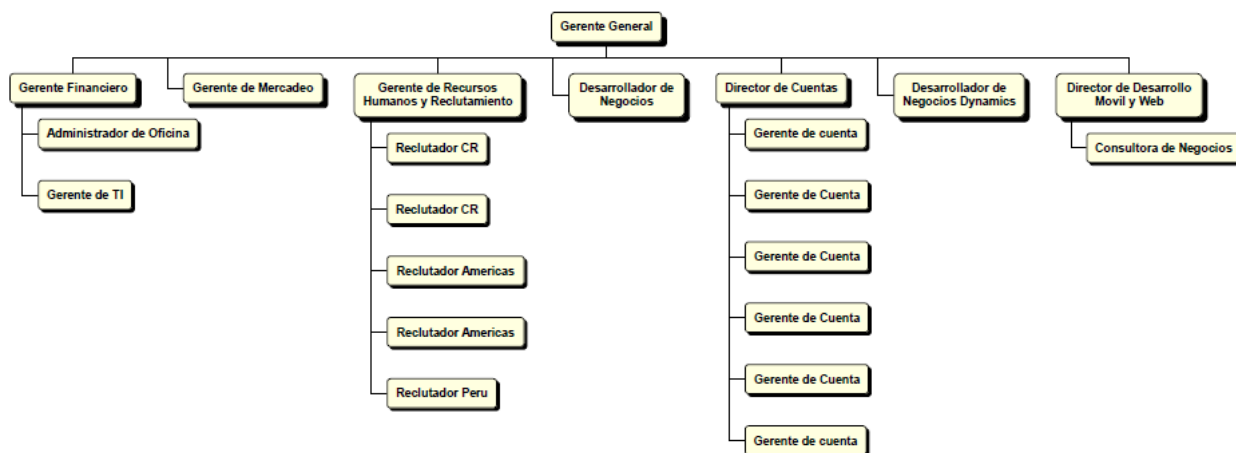 Gerente General
Gerente Financiero
Gerente de Mercadeo
Gerente de Recursos
Humanos y Reclutamiento
Desarrollador de
Negocios
Director de Cuentas
Desarrollador de
Negocios Dynamics
Director de Desarrollo
Movil y Web
Administrador de Oficina
Gerente de TI
Reclutador CR
Reclutador CR
Reclutador Americas
Reclutador Americas
Reclutador Peru
Gerente de cuenta
Gerente de Cuenta
Gerente de Cuenta
Gerente de Cuenta
Gerente de Cuenta
Gerente de cuenta
Consultora de Negocios